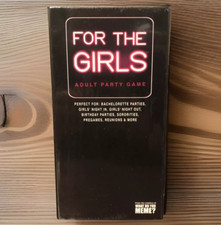 FOR THE
GIRLS
ADULT PARTY GAME
PERFECT FOR: BACHELORETTE PARTIES,
GIRLS' NIGHT IN, GIRLS' NIGHT OUT,
BIRTHDAY PARTIES, SORORITIES,
PREGAMES, REUNIONS & MORE
WHAT DO YOU
MEME?